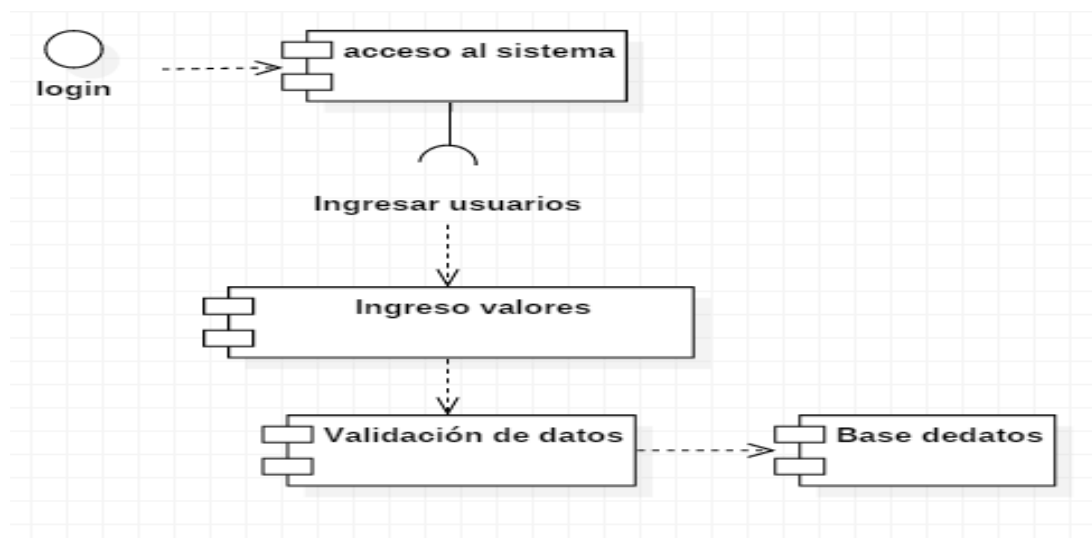 acceso al sistema
login
Ingresar usuarios
Ingreso valores
Validación de datos
Base dedatos